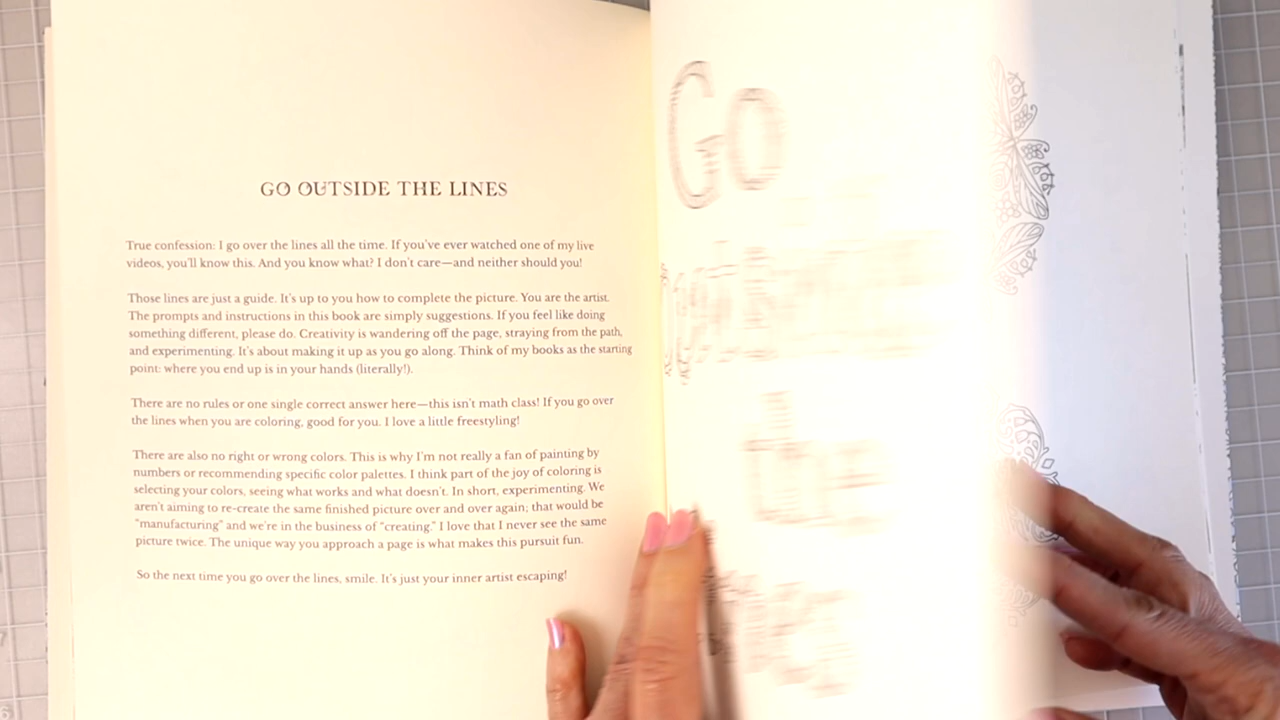 GO OUTSIDE THE LINES
True confession: I go over the lines all the time. If you've ever watched one of my live
videos, you'll know this. And you know what? I don't care—and neither should you!
Those lines are just a guide. It's up to you how to complete the picture. You are the artist.
The prompts and instructions in this book are simply suggestions. If you feel like doing
something different, please do. Creativity is wandering off the page, straying from the path,
and experimenting. It's about making it up as you go along. Think of my books as the starting
point: where you end up is in your hands (literally!).
There are no rules or one single correct answer here—this isn't math class! If you go over
the lines when you are coloring, good for you. I love a little freestyling!
There are also no right or wrong colors. This is why I'm not really a fan of painting by
numbers or recommending specific color palettes. I think part of the joy of coloring is
selecting your colors, seeing what works and what doesn't. In short, experimenting. We
aren't aiming to re-create the same finished picture over and over again; that would be
"manufacturing" and we're in the business of "creating." I love that I never see the same
picture twice. The unique way you approach a page is what makes this pursuit fun.
So the next time you go over the lines, smile. It's just your inner artist escaping!
Go
the